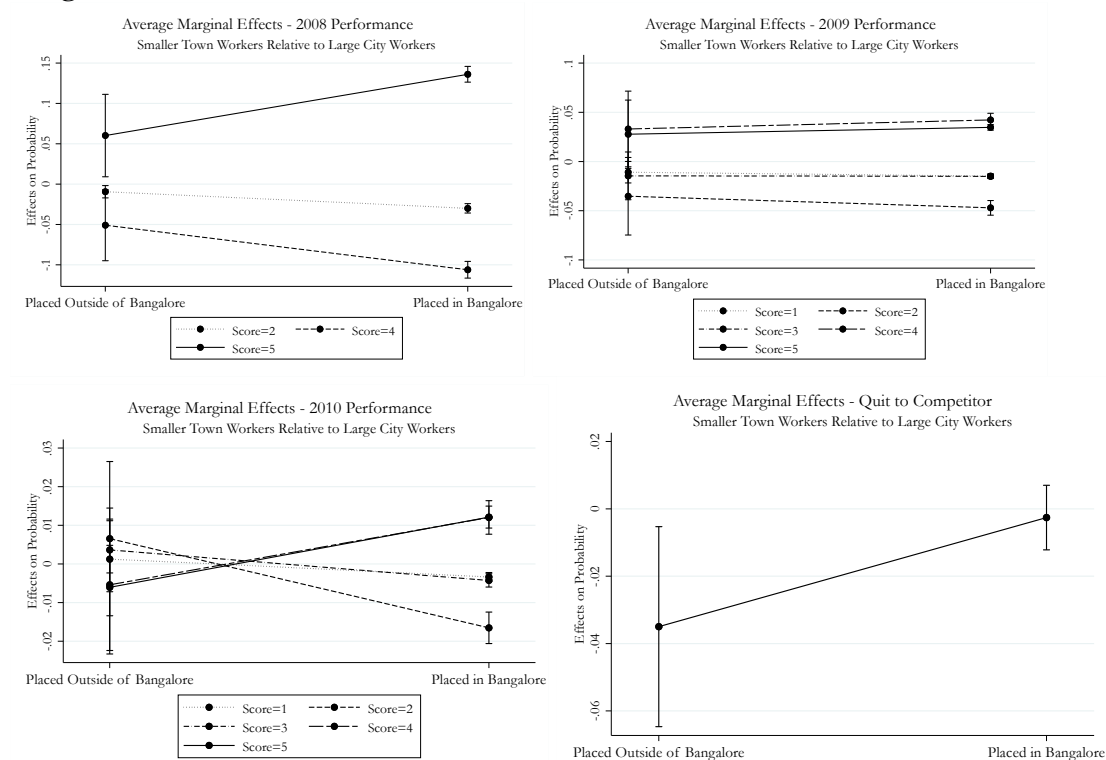 Average Marginal Effects - 2008 Performance
Smaller Town Workers Relative to Large City Workers
Effects on Probability
.15
.1
.05
0
-.05
-.1
Placed Outside of Bangalore
Placed in Bangalore
Score=2
Score=4
Score=5
Average Marginal Effects - 2009 Performance
Smaller Town Workers Relative to Large City Workers
Effects on Probability
.1
.05
0
-.05
-.1
Placed Outside of Bangalore
Placed in Bangalore
Score=1
Score=2
Score=3
Score=4
Score=5
Average Marginal Effects - 2010 Performance
Smaller Town Workers Relative to Large City Workers
Effects on Probability
.03
.02
.01
0
-.01
-.02
Placed Outside of Bangalore
Placed in Bangalore
Score=1
Score=2
Score=3
Score=4
Score=5
Average Marginal Effects - Quit to Competitor
Smaller Town Workers Relative to Large City Workers
Effects on Probability
.02
0
-.02
-.04
-.06
Placed Outside of Bangalore
Placed in Bangalore